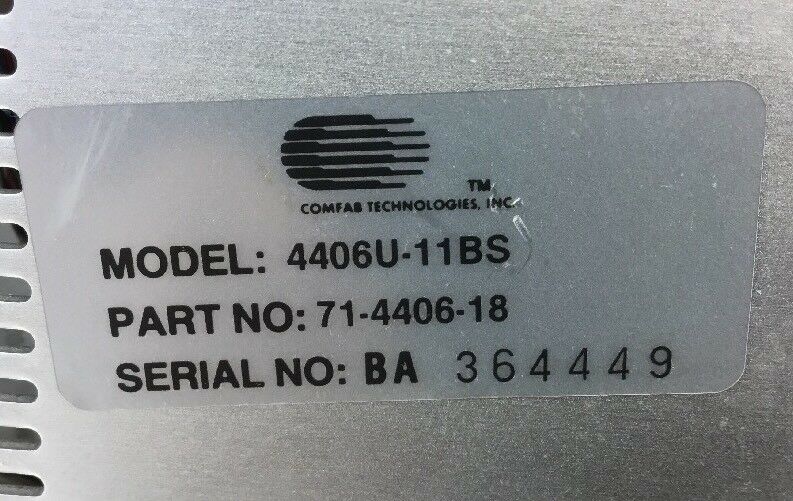 TM
COMFAB TECHNOLOGIES, INC.
MODEL: 4406U-11BS
PART NO: 71-4406-18
SERIAL NO: BA 364449